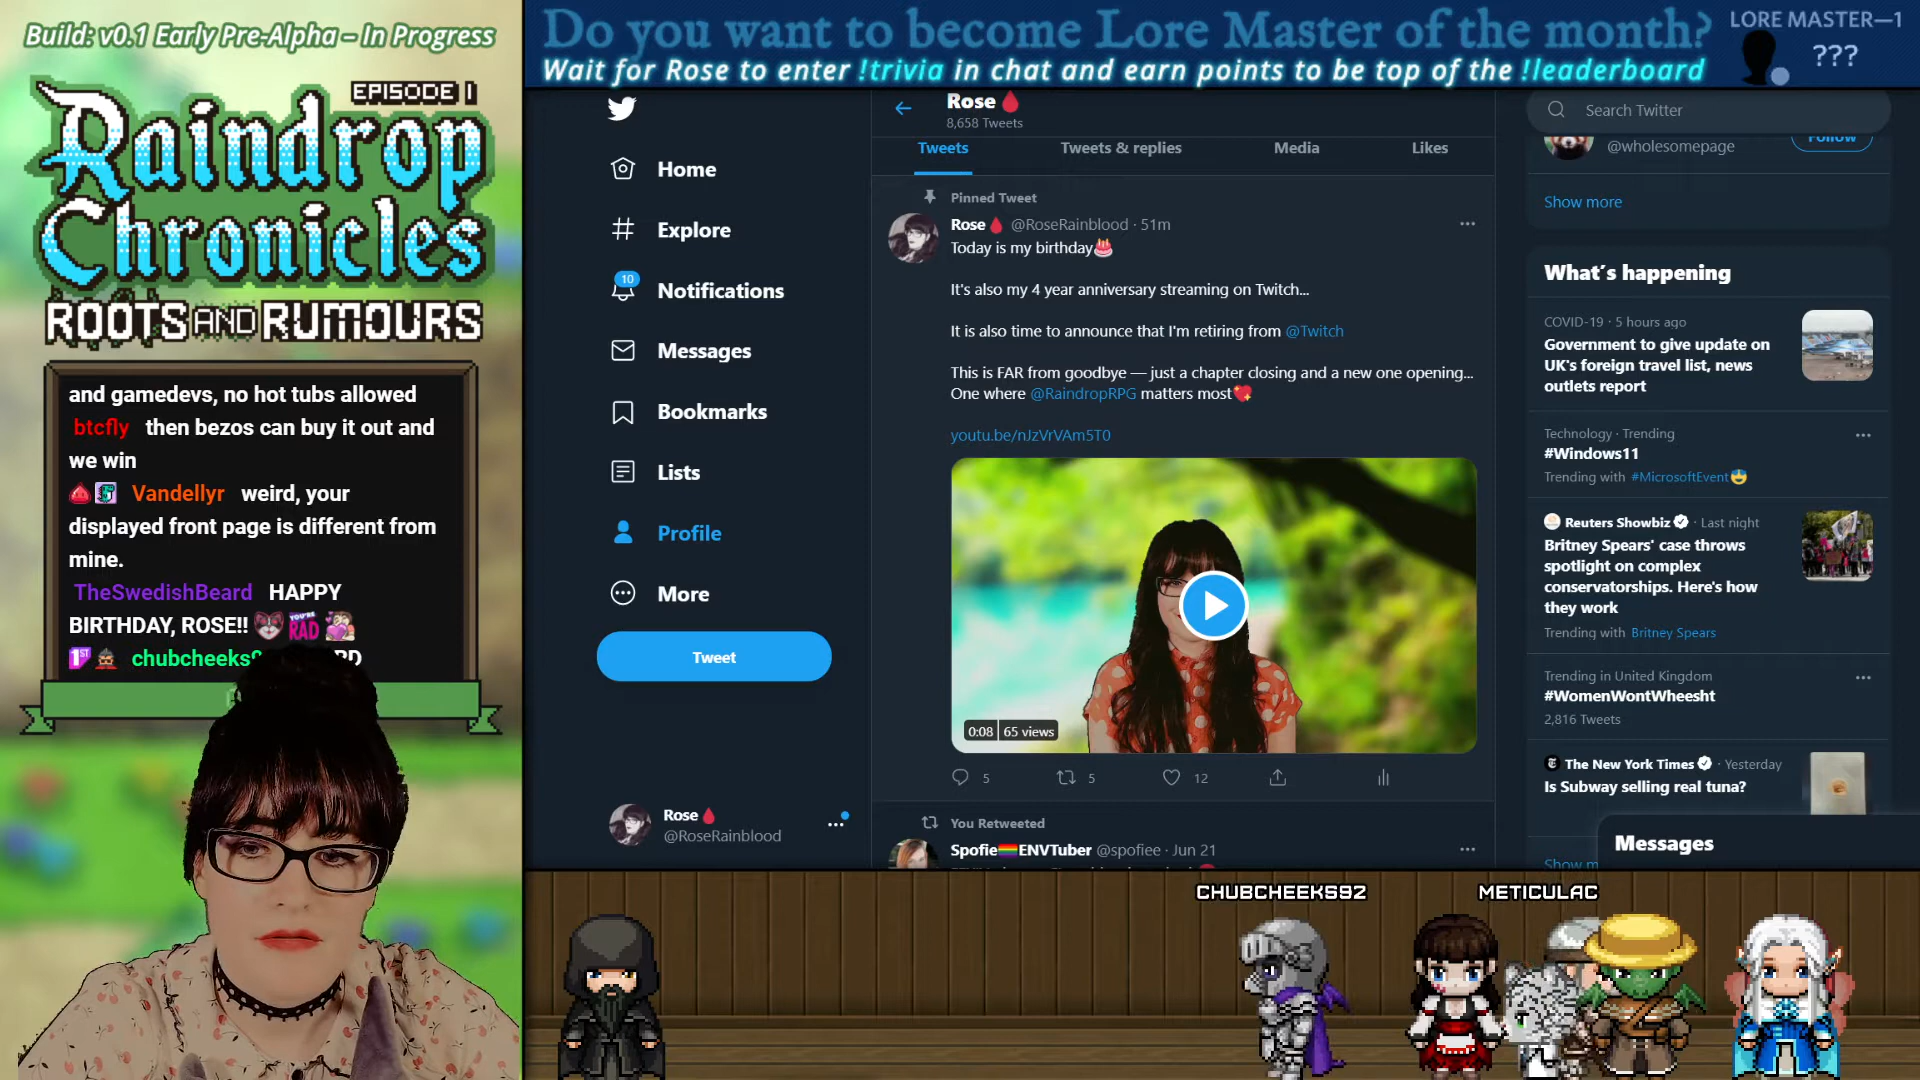 Build: v0.1 Early Pre-Alpha – In Progress
EPISODE I
Raindrop
Chronicles
ROOTS AND RUMOURS
and gamedevs, no hot tubs allowed
btcfly then bezos can buy it out and
we win
Vandellyr weird, your
displayed front page is different from
mine.
TheSwedishBeard HAPPY
BIRTHDAY, ROSE!! YOU'RE RAD
1ST
Do you want to become Lore Master of the month?
Wait for Rose to enter !trivia in chat and earn points to be top of the !leaderboard
LORE MASTER—1
???
Home
Explore
10
Notifications
Messages
Bookmarks
Lists
Profile
More
Tweet
Rose🩸
@RoseRainblood
Rose🩸
8,658 Tweets
Tweets
Tweets & replies
Media
Likes
Pinned Tweet
Rose🩸 @RoseRainblood · 51m
Today is my birthday🎂
It's also my 4 year anniversary streaming on Twitch...
It is also time to announce that I'm retiring from @Twitch
This is FAR from goodbye — just a chapter closing and a new one opening...
One where @RaindropRPG matters most💖
youtu.be/nJzVrVAm5T0
0:08 65 views
5
5
12
You Retweeted
Spofie🏳️‍🌈ENVTuber @spofiee · Jun 21
Search Twitter
@wholesomepage
Follow
Show more
What's happening
COVID-19 · 5 hours ago
Government to give update on
UK's foreign travel list, news
outlets report
Technology · Trending
#Windows11
Trending with #MicrosoftEvent
Reuters Showbiz · Last night
Britney Spears' case throws
spotlight on complex
conservatorships. Here's how
they work
Trending with Britney Spears
Trending in United Kingdom
#WomenWontWheesht
2,816 Tweets
The New York Times · Yesterday
Is Subway selling real tuna?
Show
Messages
CHUBCHEEKS92
METICULAC